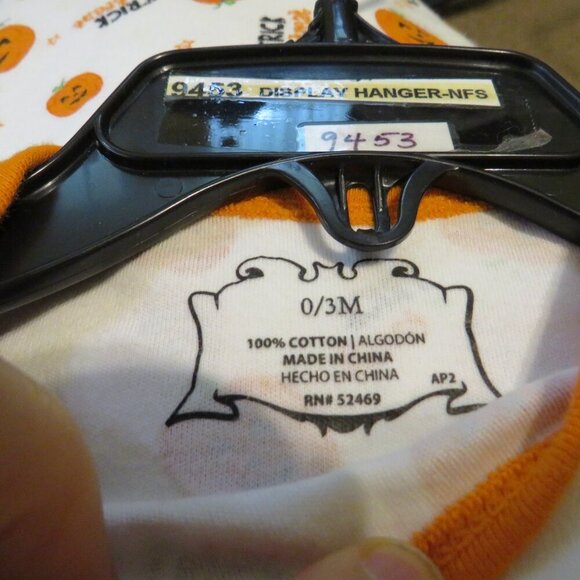 TRICK
9453 DISPLAY HANGER-NFS
9453
0/3M
100% COTTON | ALGODÓN
MADE IN CHINA
HECHO EN CHINA
AP2
RN# 52469